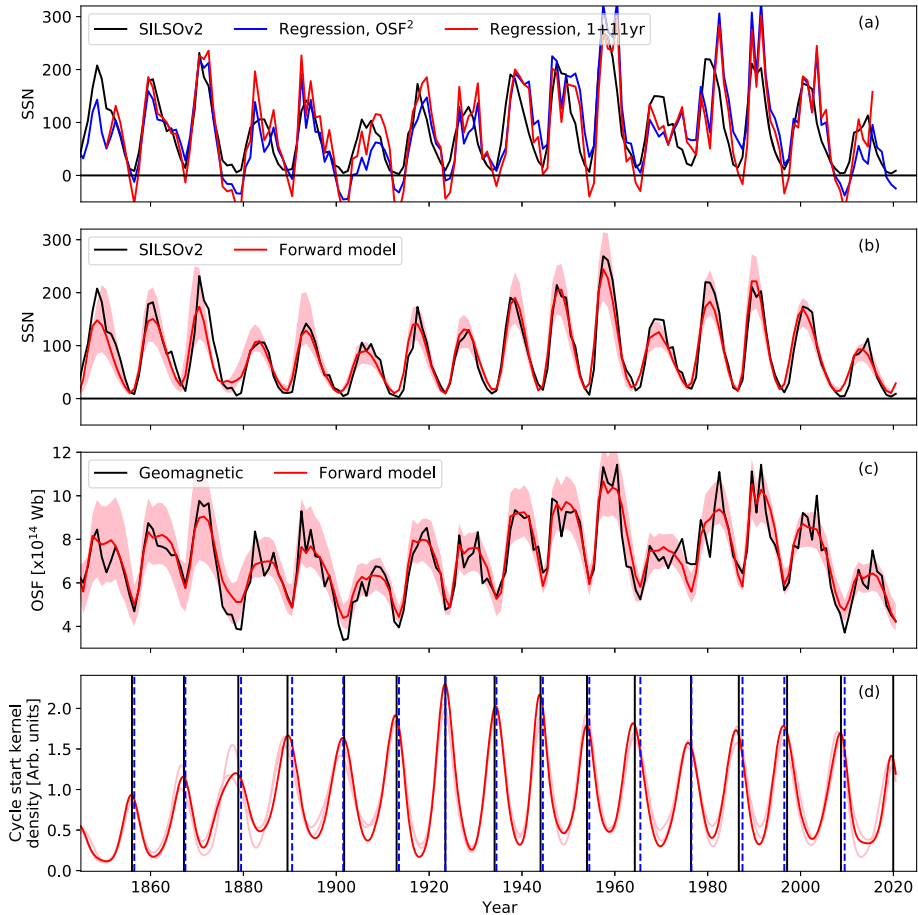 SILSOv2 Regression, OSF² Regression, 1+11yr (a)
300
200
100
0
SSN
SILSOv2 Forward model (b)
300
200
100
0
SSN
Geomagnetic Forward model (c)
12
10
8
6
4
OSF [x10¹⁴ Wb]
(d)
2.0
1.5
1.0
0.5
0.0
Cycle start kernel
density [Arb. units]
1860 1880 1900 1920 1940 1960 1980 2000 2020
Year